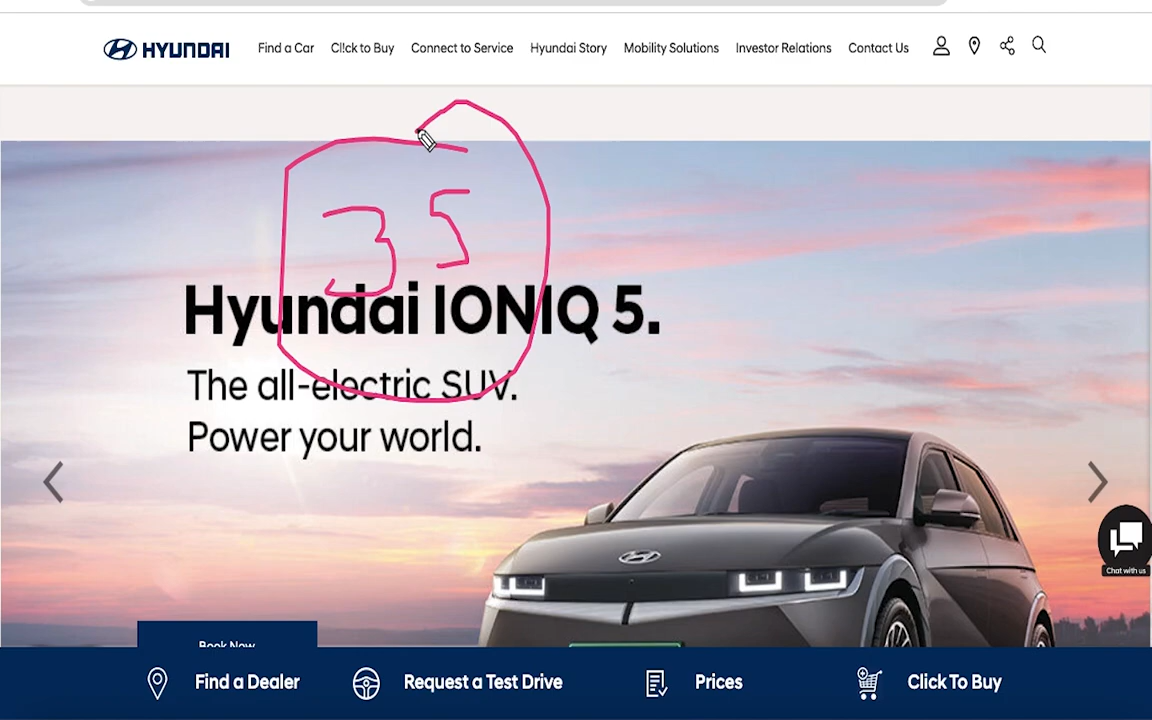 HYUNDAI Find a Car Click to Buy Connect to Service Hyundai Story Mobility Solutions Investor Relations Contact Us
35
Hyundai IONIQ 5.
The all-electric SUV.
Power your world.
Chat with us
Book Now
Find a Dealer Request a Test Drive Prices Click To Buy